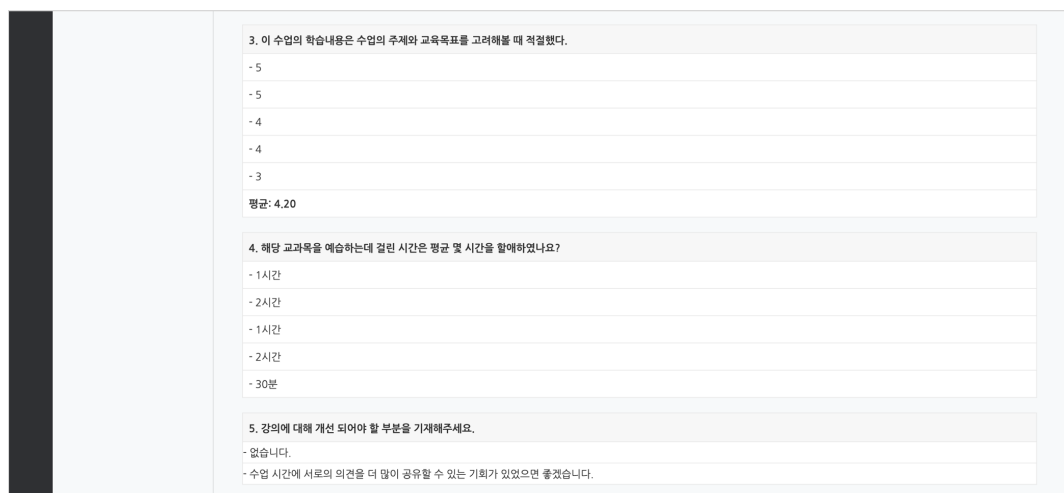 3. 이 수업의 학습내용은 수업의 주제와 교육목표를 고려해볼 때 적절했다.
- 5
- 5
- 4
- 4
- 3
평균: 4.20
4. 해당 교과목을 예습하는데 걸린 시간은 평균 몇 시간을 할애하였나요?
- 1시간
- 2시간
- 1시간
- 2시간
- 30분
5. 강의에 대해 개선 되어야 할 부분을 기재해주세요.
- 없습니다.
- 수업 시간에 서로의 의견을 더 많이 공유할 수 있는 기회가 있었으면 좋겠습니다.